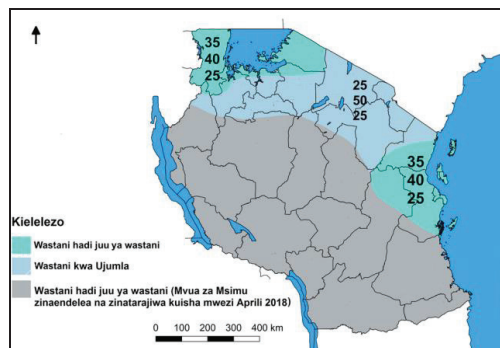 35
40
25
25
50
25
35
40
25
Kielelezo
Wastani hadi juu ya wastani
Wastani kwa Ujumla
Wastani hadi juu ya wastani (Mvua za Msimu
zinaendelea na zinatarajiwa kuisha mwezi Aprili 2018)
0 100 200 300 400 km